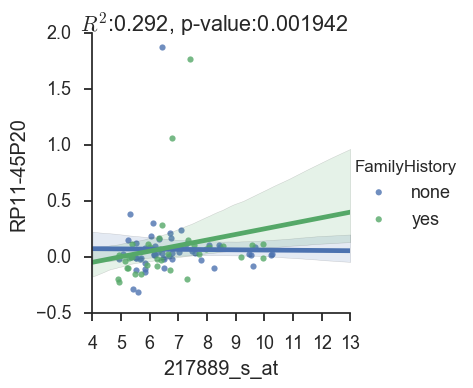 R²:0.292, p-value:0.001942
2.0
1.5
1.0
0.5
0.0
−0.5
RP11-45P20
4 5 6 7 8 9 10 11 12 13
217889_s_at
FamilyHistory
none
yes